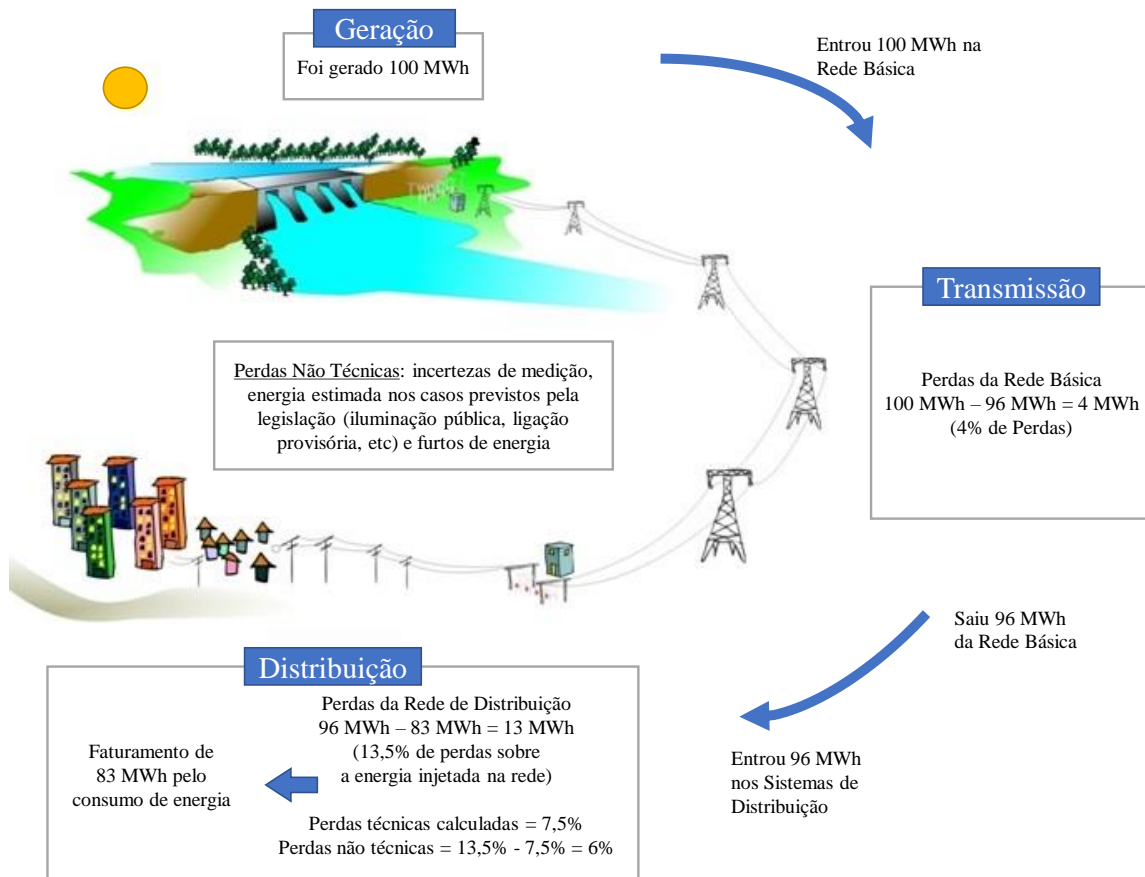 Geração
Foi gerado 100 MWh
Entrou 100 MWh na
Rede Básica
Transmissão
Perdas da Rede Básica
100 MWh – 96 MWh = 4 MWh
(4% de Perdas)
Perdas Não Técnicas: incertezas de medição,
energia estimada nos casos previstos pela
legislação (iluminação pública, ligação
provisória, etc) e furtos de energia
Saiu 96 MWh
da Rede Básica
Entrou 96 MWh
nos Sistemas de
Distribuição
Distribuição
Perdas da Rede de Distribuição
96 MWh – 83 MWh = 13 MWh
(13,5% de perdas sobre
a energia injetada na rede)
Perdas técnicas calculadas = 7,5%
Perdas não técnicas = 13,5% - 7,5% = 6%
Faturamento de
83 MWh pelo
consumo de energia